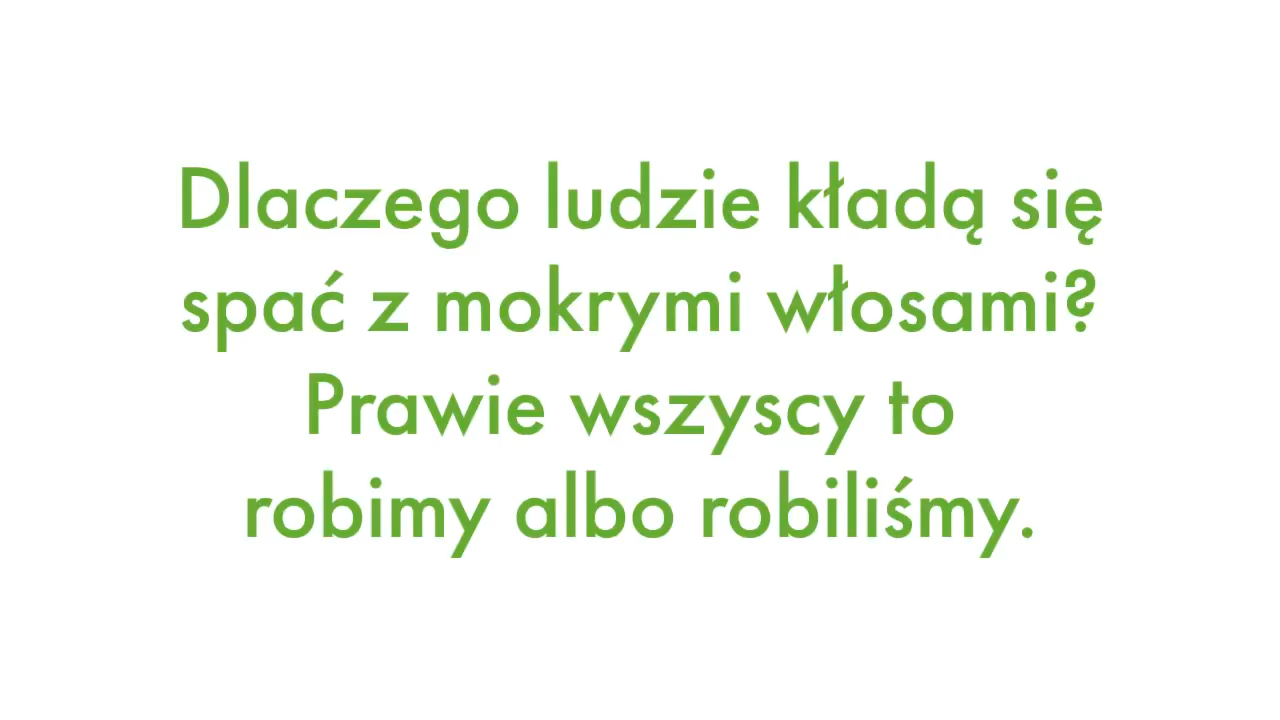 Dlaczego ludzie kładą się
spać z mokrymi włosami?
Prawie wszyscy to
robimy albo robiliśmy.